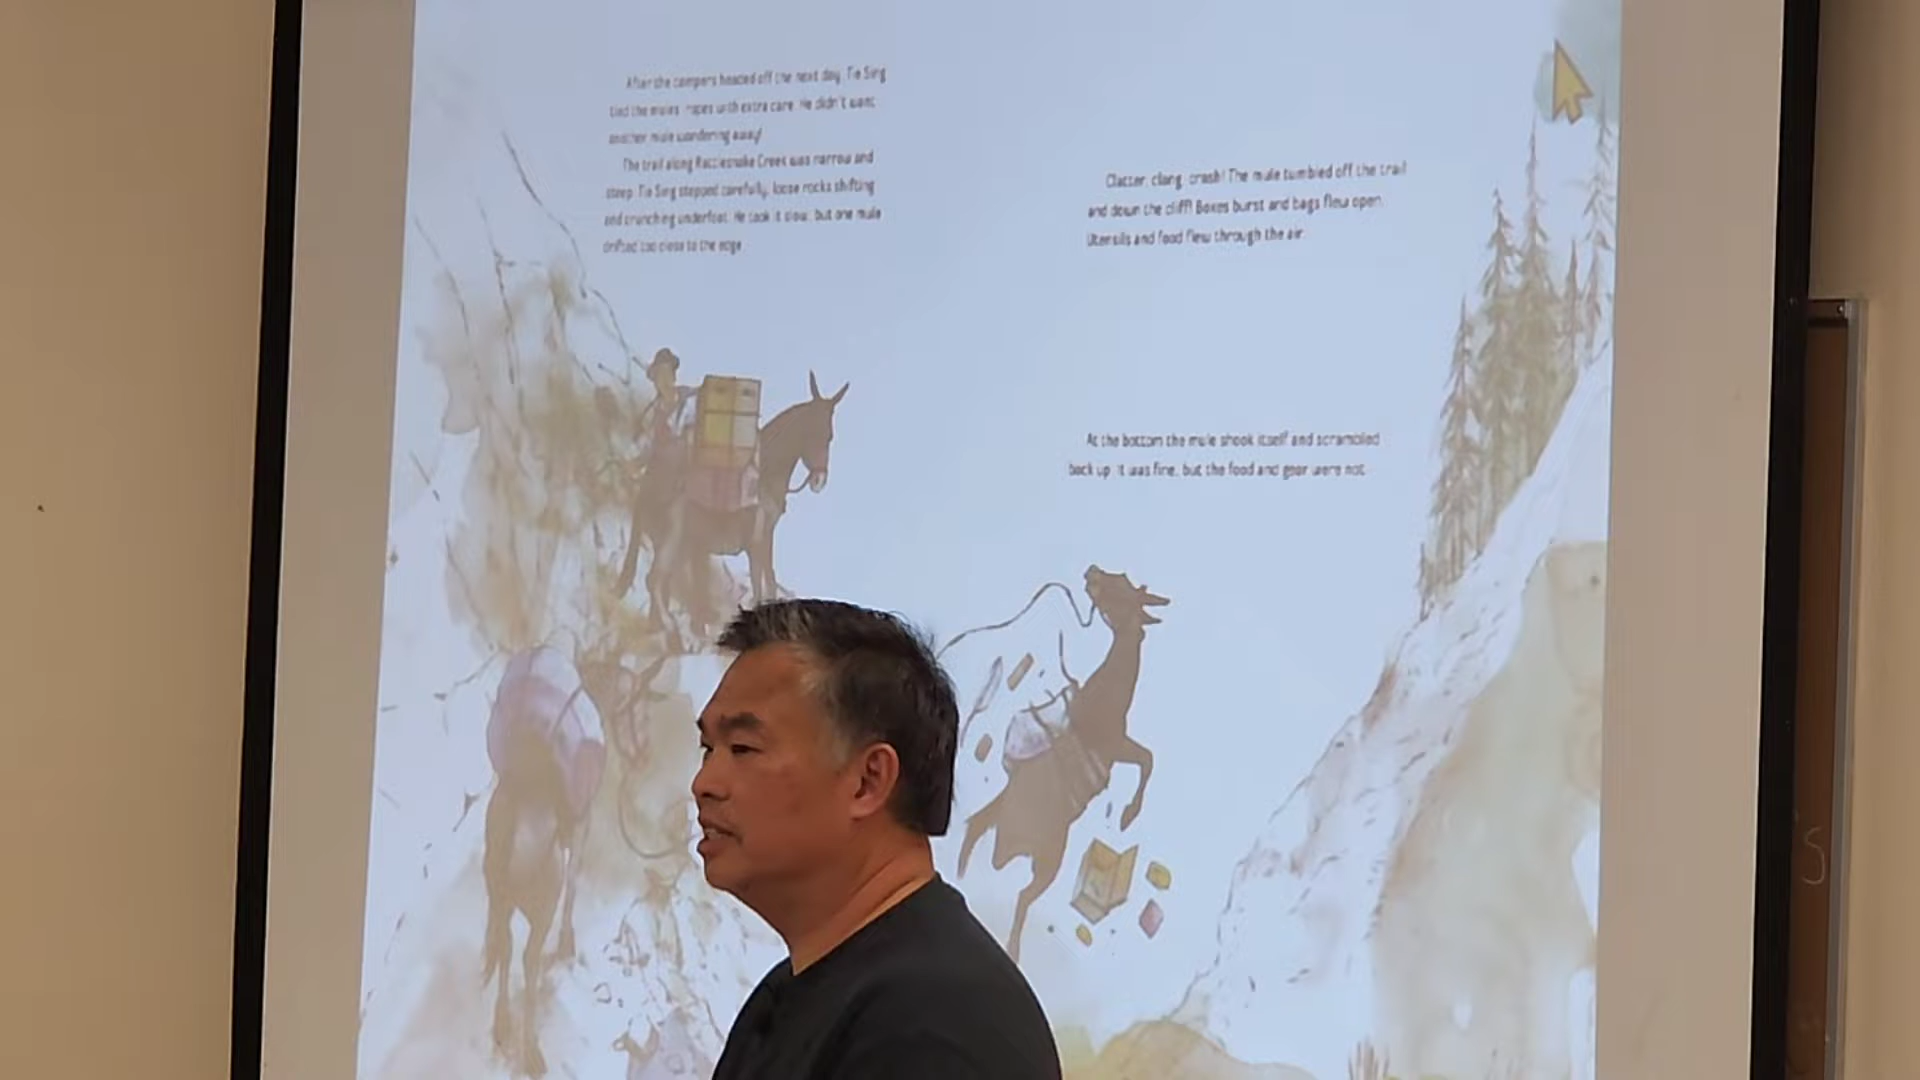 After the campers headed off the next day, Tie Sing
tied the mules' ropes with extra care. He didn't want
another mule wandering away!
The trail along Rattlesnake Creek was narrow and
steep. Tie Sing stepped carefully, loose rocks shifting
and crunching underfoot. He took it slow, but one mule
drifted too close to the edge.
Clatter, clang, crash! The mule tumbled off the trail
and down the cliff! Boxes burst and bags flew open.
Utensils and food flew through the air.
At the bottom the mule shook itself and scrambled
back up. It was fine, but the food and gear were not.